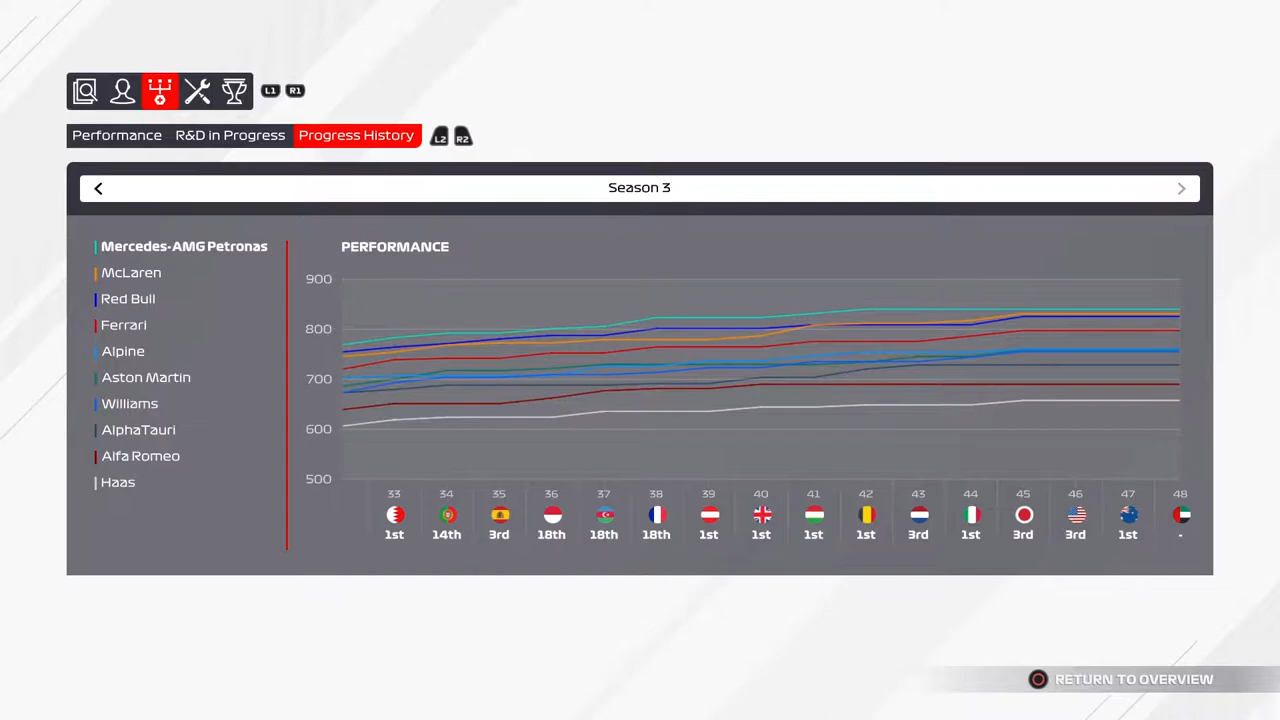 L1 R1
Performance R&D in Progress Progress History L2 R2
Season 3
Mercedes-AMG Petronas
McLaren
Red Bull
Ferrari
Alpine
Aston Martin
Williams
AlphaTauri
Alfa Romeo
Haas
PERFORMANCE
900
800
700
600
500
33 34 35 36 37 38 39 40 41 42 43 44 45 46 47 48
1st 14th 3rd 18th 18th 18th 1st 1st 1st 1st 3rd 1st 3rd 3rd 1st -
RETURN TO OVERVIEW